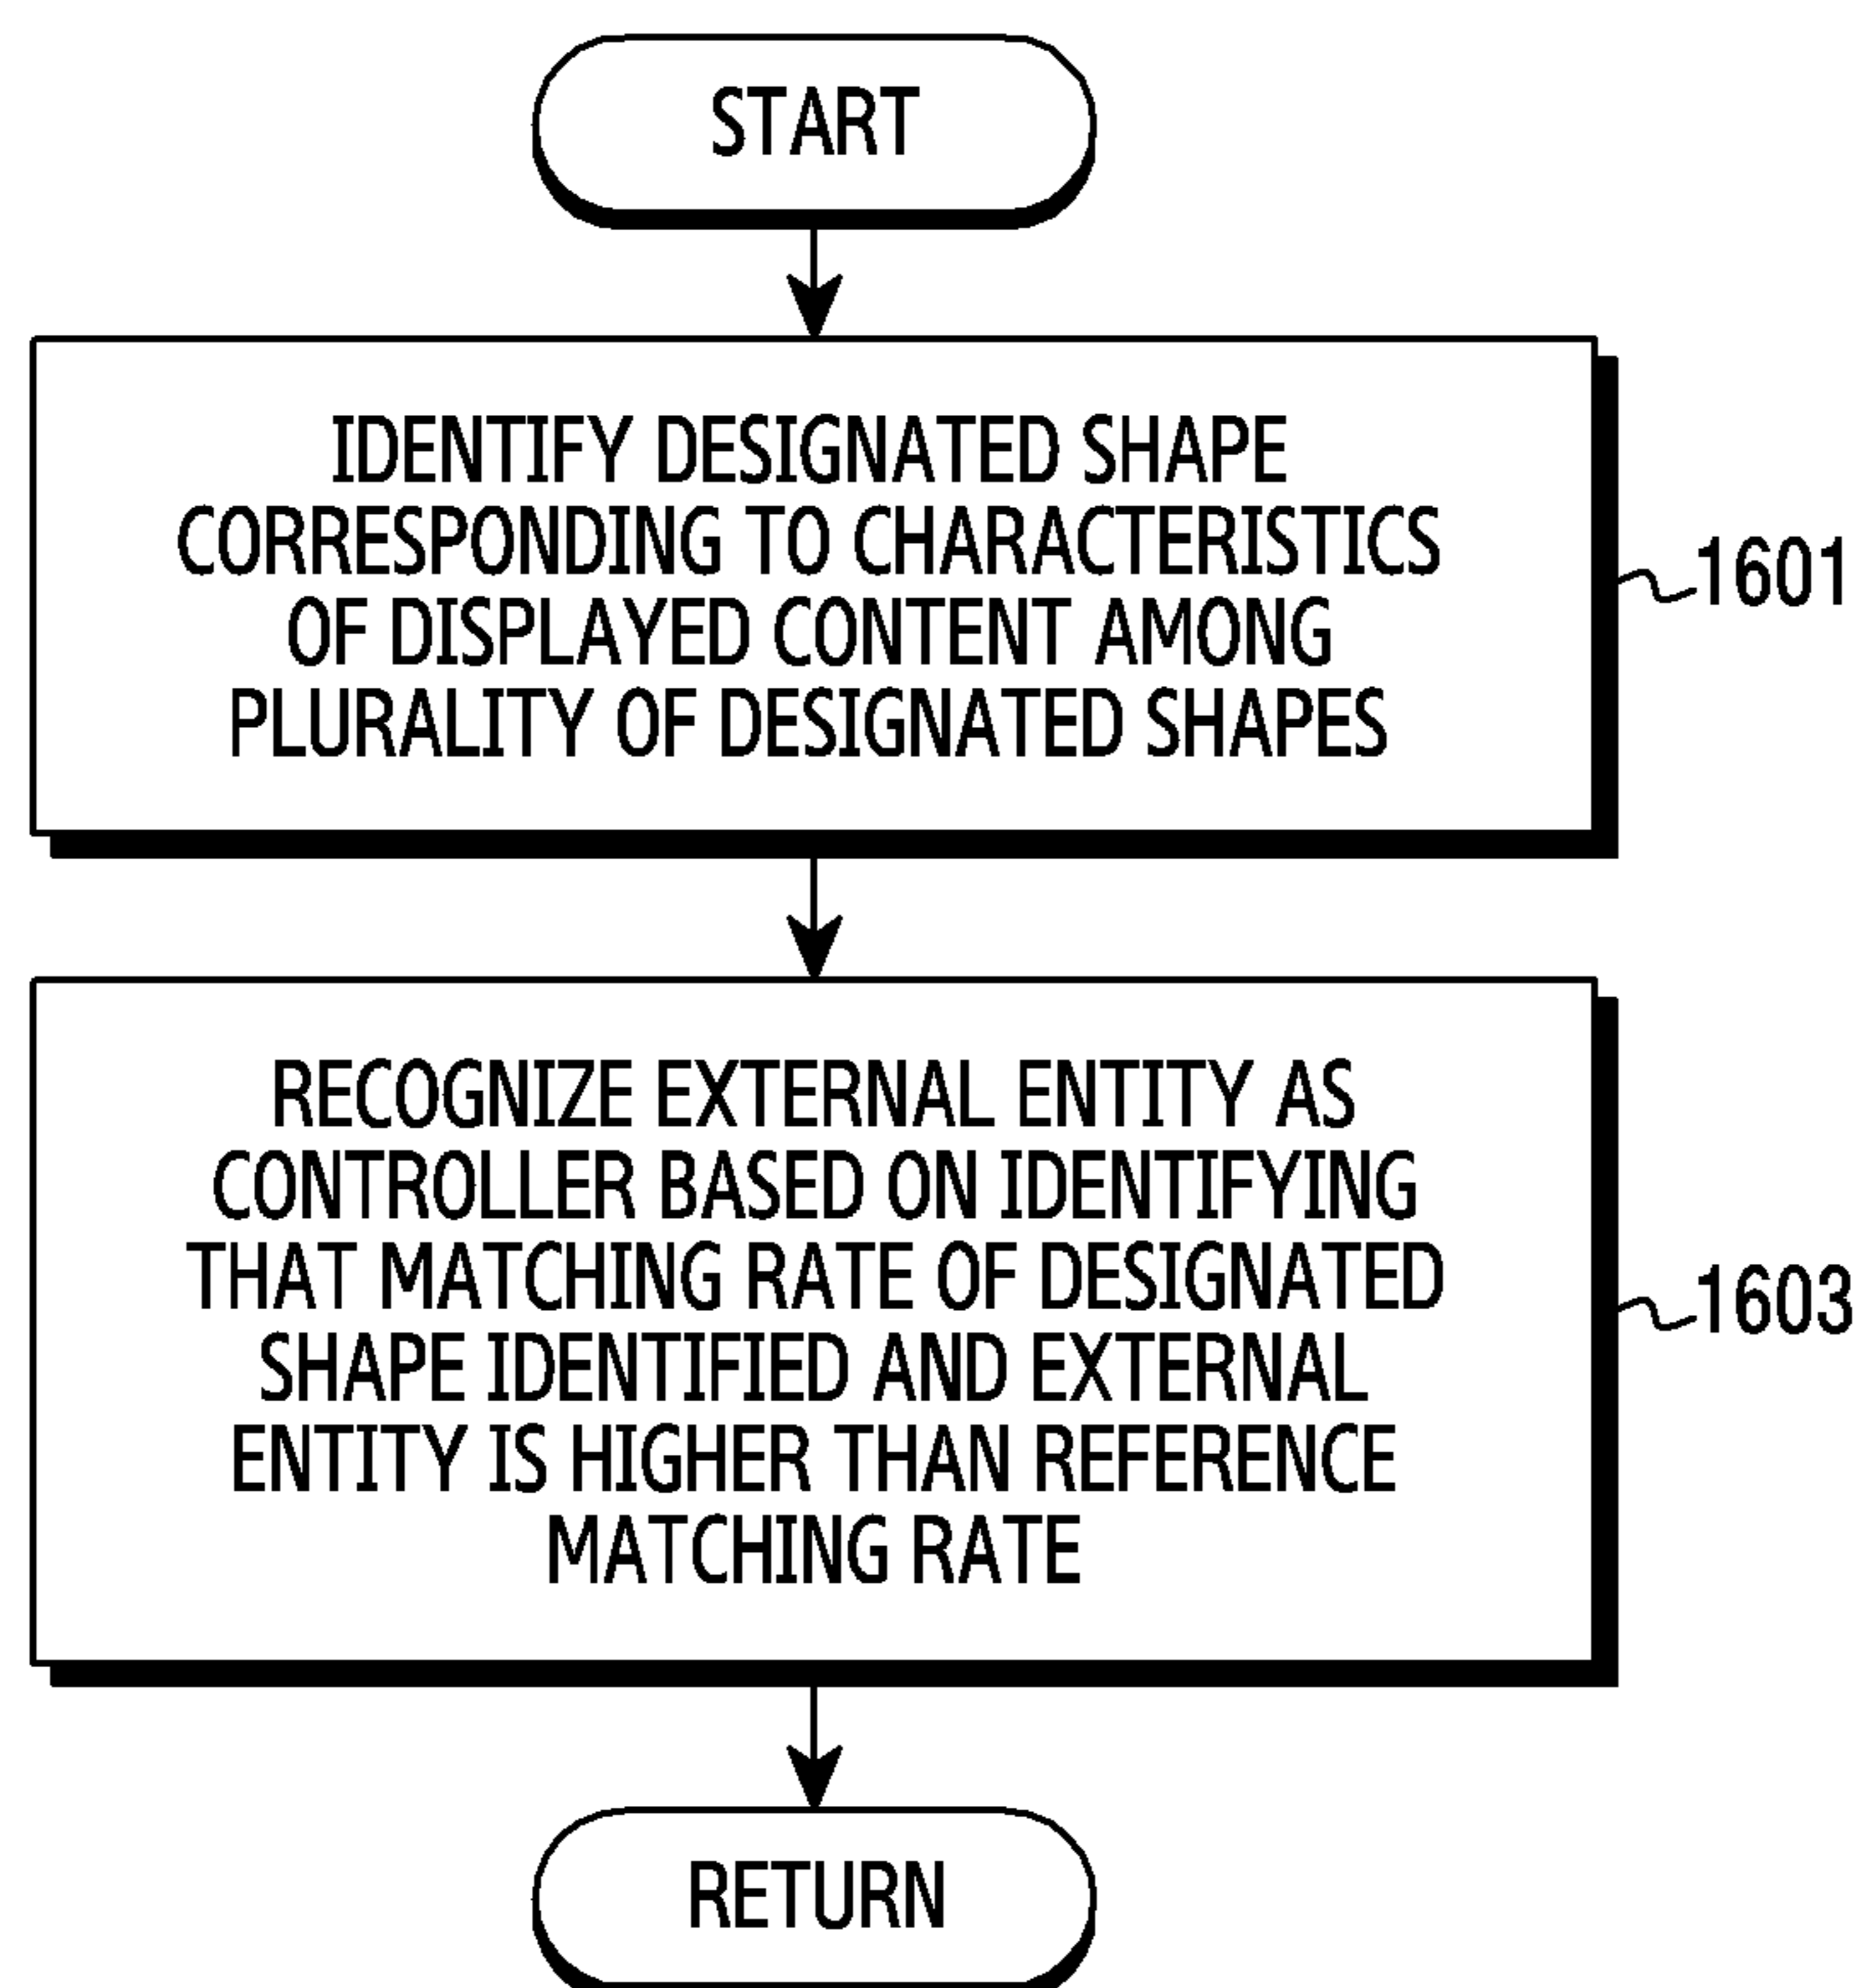 START
IDENTIFY DESIGNATED SHAPE
CORRESPONDING TO CHARACTERISTICS
OF DISPLAYED CONTENT AMONG
PLURALITY OF DESIGNATED SHAPES
1601
RECOGNIZE EXTERNAL ENTITY AS
CONTROLLER BASED ON IDENTIFYING
THAT MATCHING RATE OF DESIGNATED
SHAPE IDENTIFIED AND EXTERNAL
ENTITY IS HIGHER THAN REFERENCE
MATCHING RATE
1603
RETURN